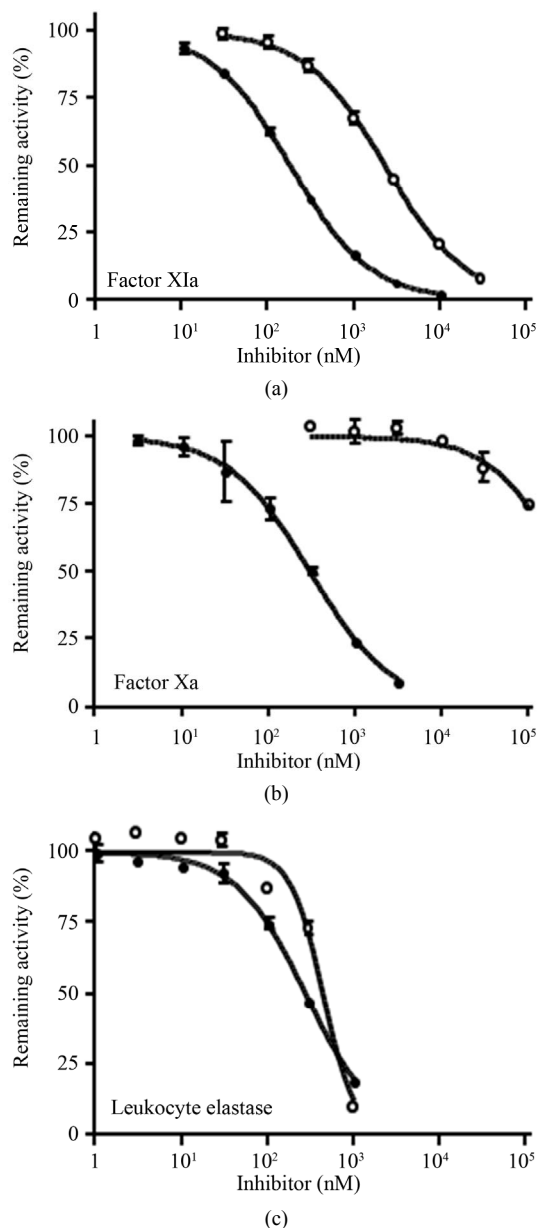 Remaining activity (%)
100
75
50
25
0
Factor XIa
1 10¹ 10² 10³ 10⁴ 10⁵
Inhibitor (nM)
(a)
Remaining activity (%)
100
75
50
25
0
Factor Xa
1 10¹ 10² 10³ 10⁴ 10⁵
Inhibitor (nM)
(b)
Remaining activity (%)
100
75
50
25
0
Leukocyte elastase
1 10¹ 10² 10³ 10⁴ 10⁵
Inhibitor (nM)
(c)